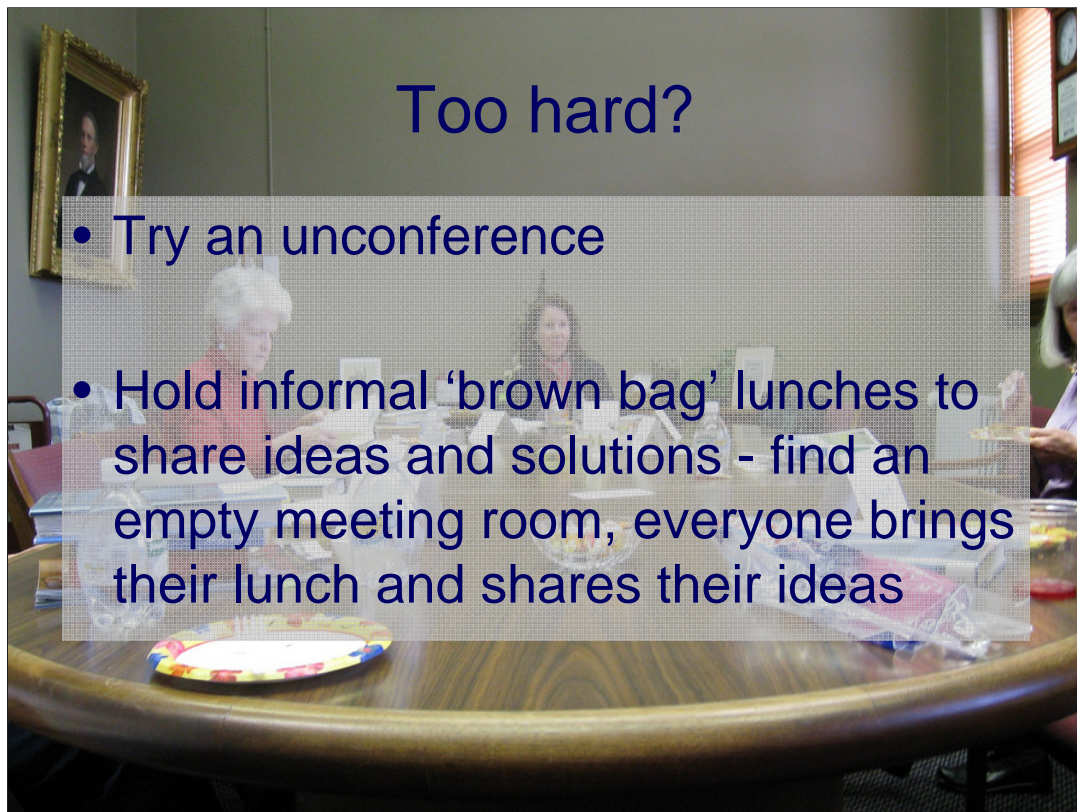 Too hard?
• Try an unconference
• Hold informal ‘brown bag’ lunches to
share ideas and solutions - find an
empty meeting room, everyone brings
their lunch and shares their ideas